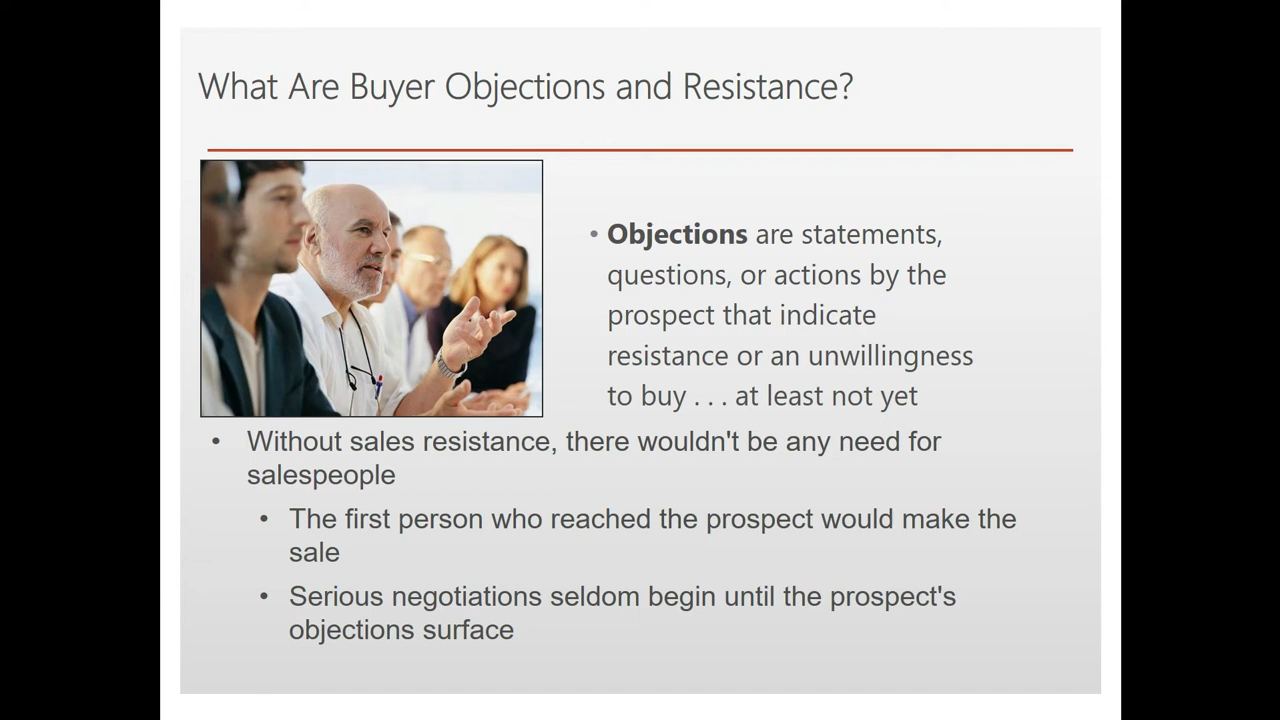 What Are Buyer Objections and Resistance?
• Objections are statements,
questions, or actions by the
prospect that indicate
resistance or an unwillingness
to buy . . . at least not yet
• Without sales resistance, there wouldn't be any need for
salespeople
• The first person who reached the prospect would make the
sale
• Serious negotiations seldom begin until the prospect's
objections surface